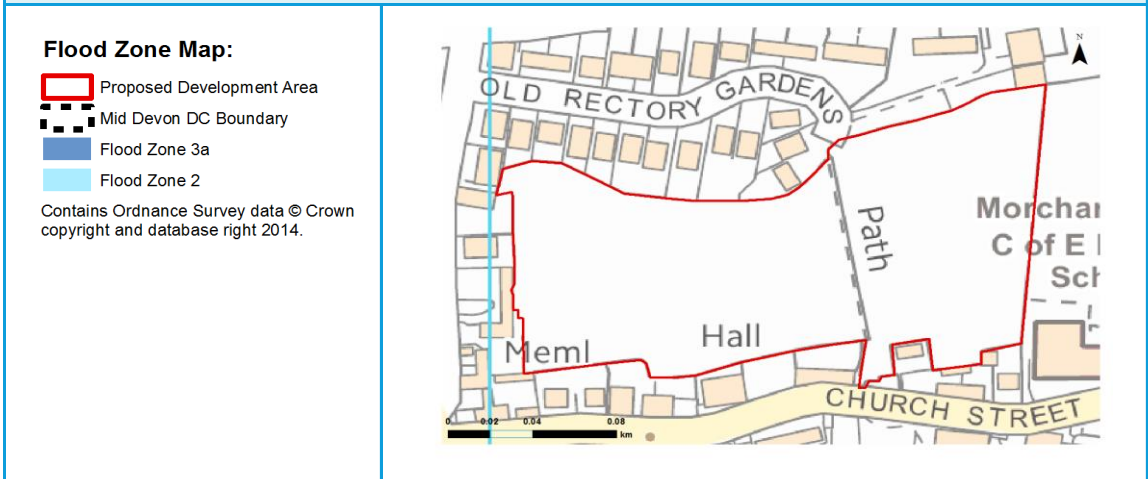 Flood Zone Map:
Proposed Development Area
Mid Devon DC Boundary
Flood Zone 3a
Flood Zone 2
Contains Ordnance Survey data © Crown
copyright and database right 2014.
N
OLD RECTORY GARDENS
Path
Morchar
C of E
Sch
Hall
Meml
CHURCH STREET
0 0.02 0.04 0.08
km